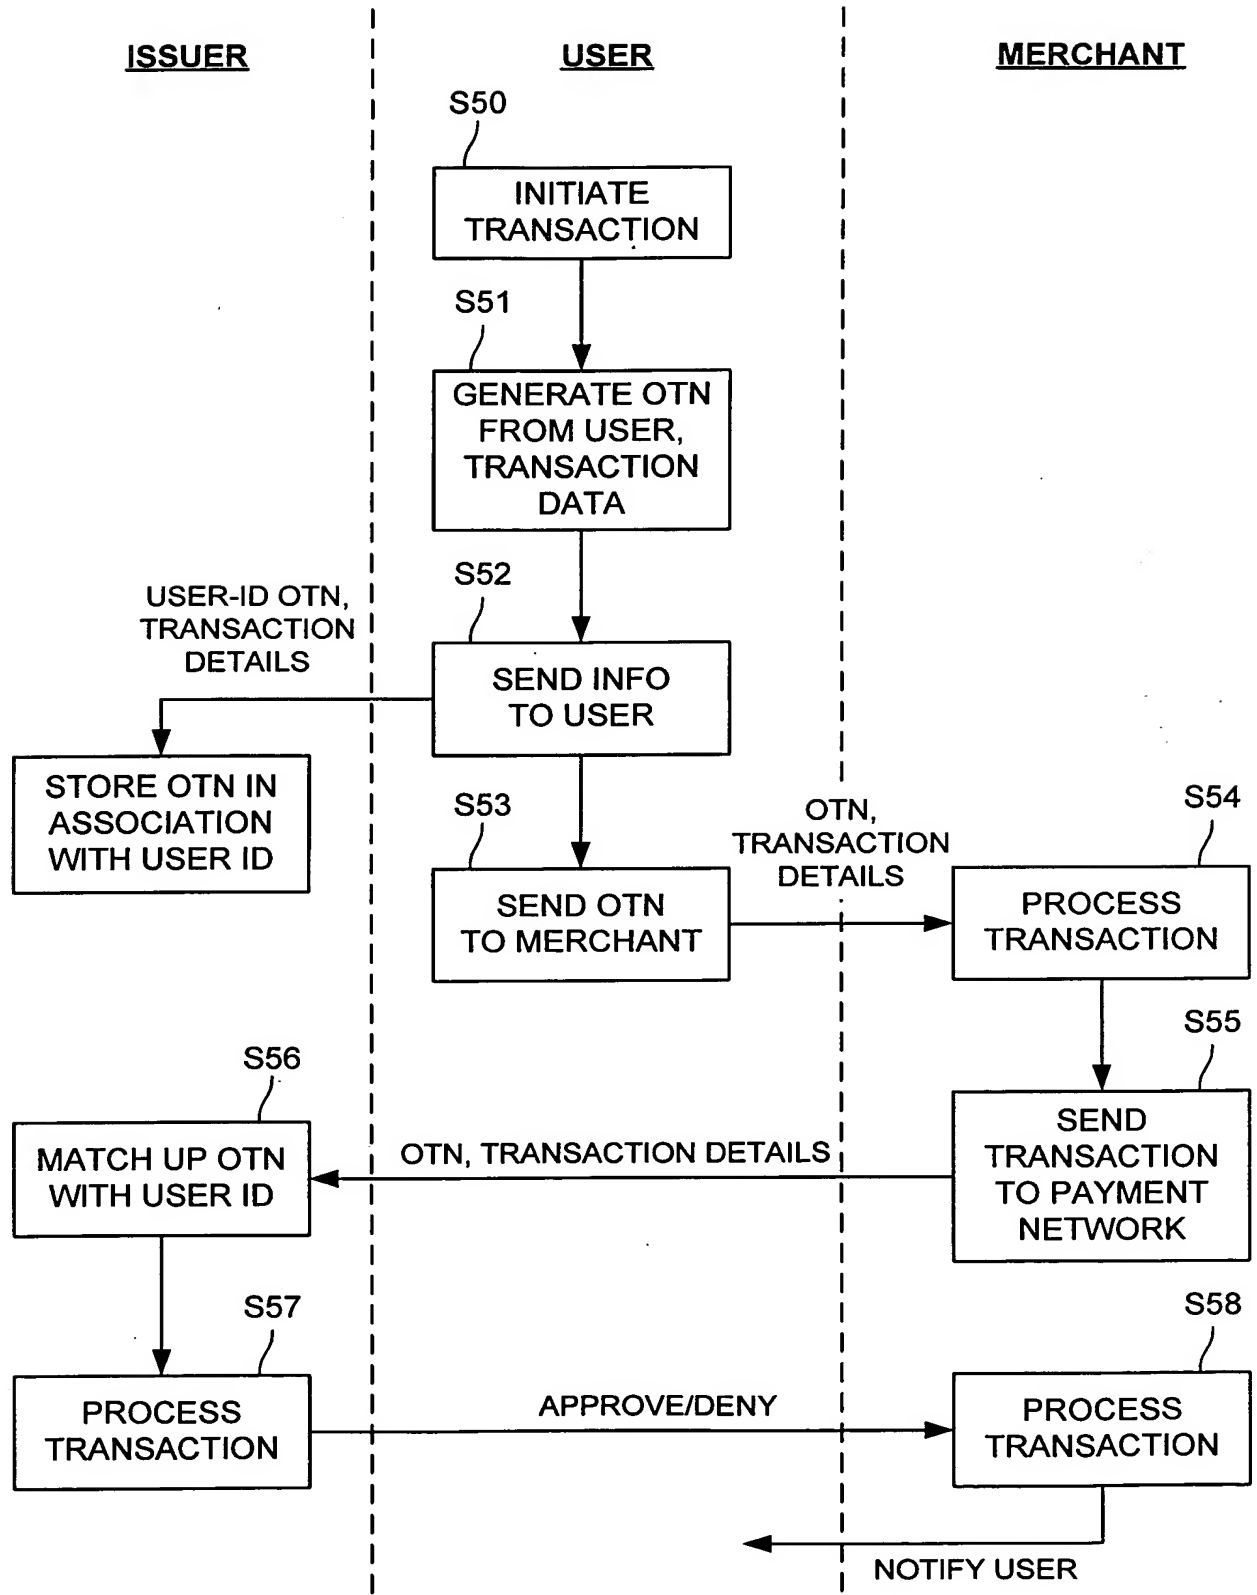 ISSUER
USER
MERCHANT
S50
INITIATE
TRANSACTION
S51
GENERATE OTN
FROM USER,
TRANSACTION
DATA
S52
USER-ID OTN,
TRANSACTION
DETAILS
SEND INFO
TO USER
STORE OTN IN
ASSOCIATION
WITH USER ID
S53
SEND OTN
TO MERCHANT
OTN,
TRANSACTION
DETAILS
S54
PROCESS
TRANSACTION
S55
SEND
TRANSACTION
TO PAYMENT
NETWORK
OTN, TRANSACTION DETAILS
S56
MATCH UP OTN
WITH USER ID
S57
PROCESS
TRANSACTION
APPROVE/DENY
S58
PROCESS
TRANSACTION
NOTIFY USER